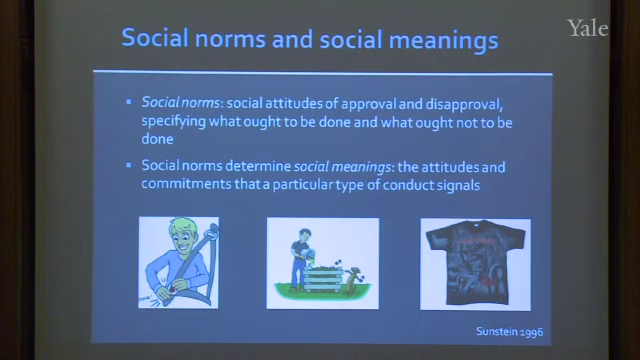 Yale
Social norms and social meanings
▪ Social norms: social attitudes of approval and disapproval,
specifying what ought to be done and what ought not to be
done
▪ Social norms determine social meanings: the attitudes and
commitments that a particular type of conduct signals
Sunstein 1996